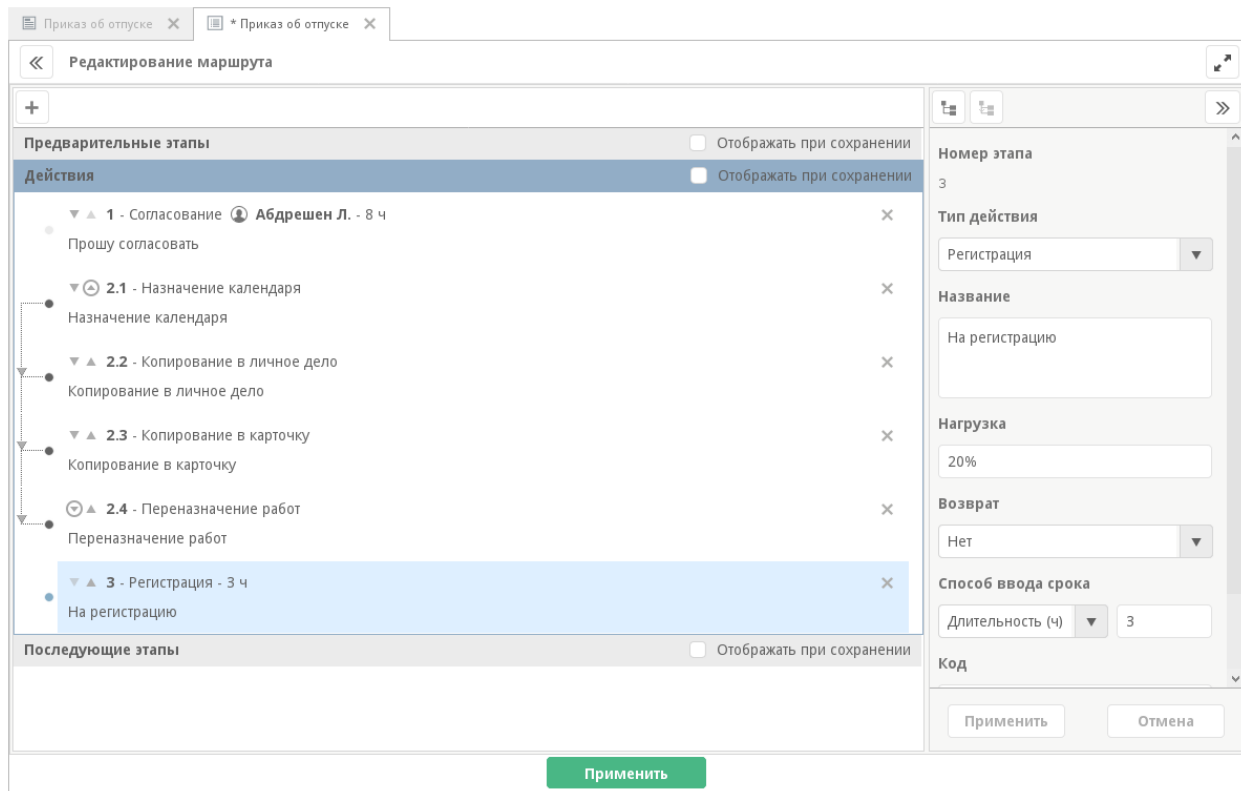 Приказ об отпуске
* Приказ об отпуске
Редактирование маршрута
Предварительные этапы
Отображать при сохранении
Действия
Отображать при сохранении
1 - Согласование Абдрешен Л. - 8 ч
Прошу согласовать
2.1 - Назначение календаря
Назначение календаря
2.2 - Копирование в личное дело
Копирование в личное дело
2.3 - Копирование в карточку
Копирование в карточку
2.4 - Переназначение работ
Переназначение работ
3 - Регистрация - 3 ч
На регистрацию
Последующие этапы
Отображать при сохранении
Номер этапа
3
Тип действия
Регистрация
Название
На регистрацию
Нагрузка
20%
Возврат
Нет
Способ ввода срока
Длительность (ч)
3
Код
Применить
Отмена
Применить